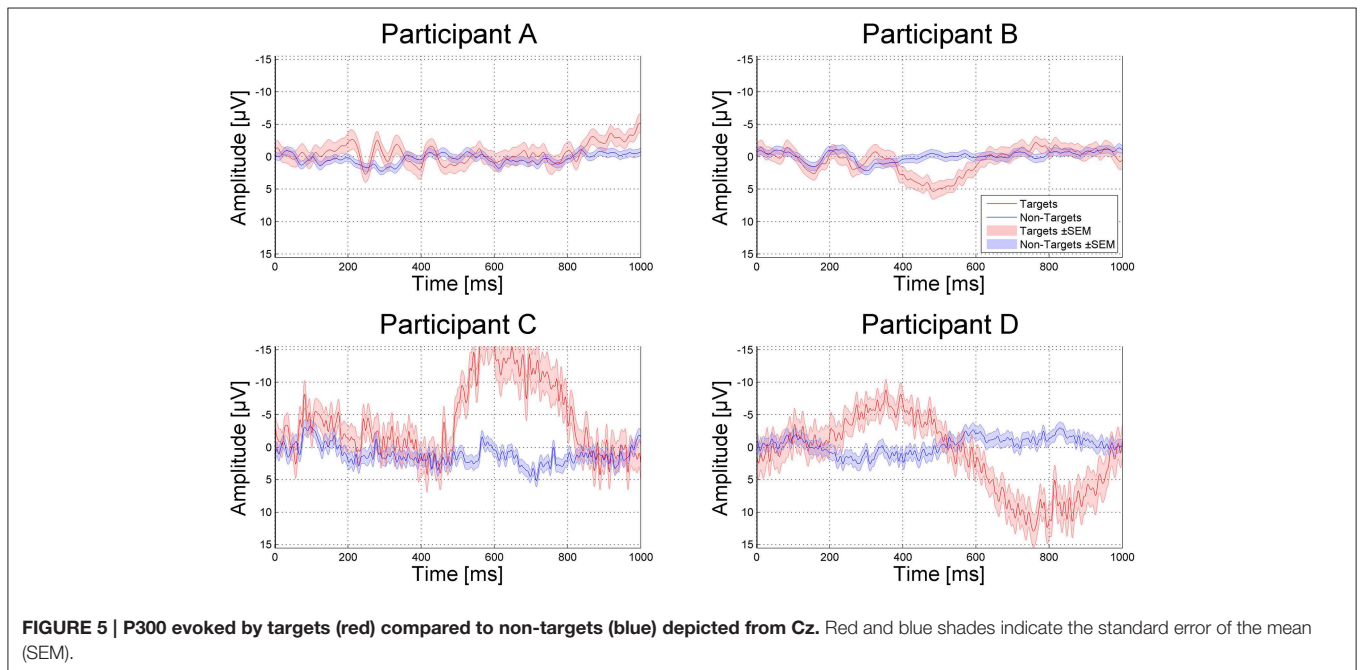 Participant A
Amplitude [µV]
-15
-10
-5
0
5
10
15
0 200 400 600 800 1000
Time [ms]
Participant B
Amplitude [µV]
-15
-10
-5
0
5
10
15
Targets
Non-Targets
Targets ±SEM
Non-Targets ±SEM
0 200 400 600 800 1000
Time [ms]
Participant C
Amplitude [µV]
-15
-10
-5
0
5
10
15
0 200 400 600 800 1000
Time [ms]
Participant D
Amplitude [µV]
-15
-10
-5
0
5
10
15
0 200 400 600 800 1000
Time [ms]
FIGURE 5 | P300 evoked by targets (red) compared to non-targets (blue) depicted from Cz. Red and blue shades indicate the standard error of the mean
(SEM).